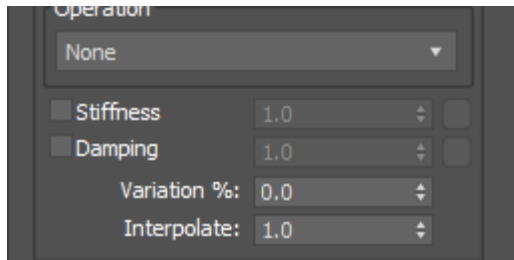 Operation
None
Stiffness 1.0
Damping 1.0
Variation %: 0.0
Interpolate: 1.0